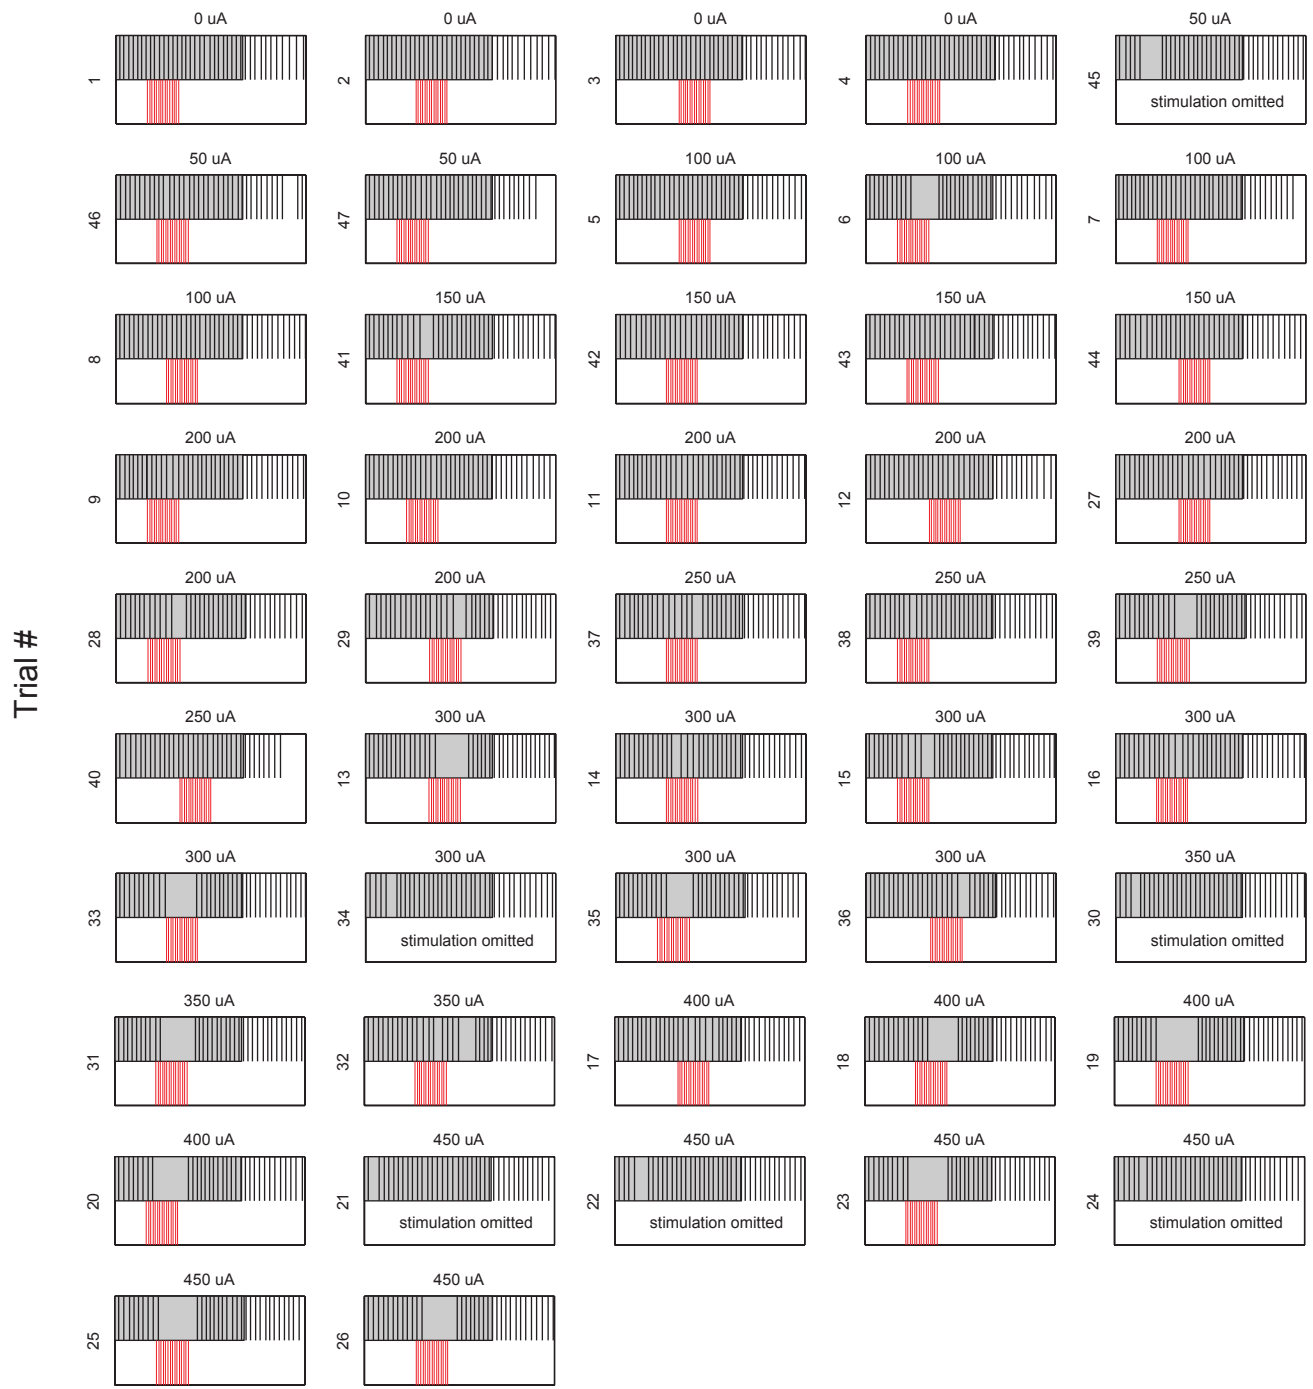 Trial #
0 uA 0 uA 0 uA 0 uA 50 uA
1 2 3 4 45
stimulation omitted
50 uA 50 uA 100 uA 100 uA 100 uA
46 47 5 6 7
100 uA 150 uA 150 uA 150 uA 150 uA
8 41 42 43 44
200 uA 200 uA 200 uA 200 uA 200 uA
9 10 11 12 27
200 uA 200 uA 250 uA 250 uA 250 uA
28 29 37 38 39
250 uA 300 uA 300 uA 300 uA 300 uA
40 13 14 15 16
300 uA 300 uA 300 uA 300 uA 350 uA
33 34 35 36 30
stimulation omitted stimulation omitted
350 uA 350 uA 400 uA 400 uA 400 uA
31 32 17 18 19
400 uA 450 uA 450 uA 450 uA 450 uA
20 21 22 23 24
stimulation omitted stimulation omitted stimulation omitted
450 uA 450 uA
25 26